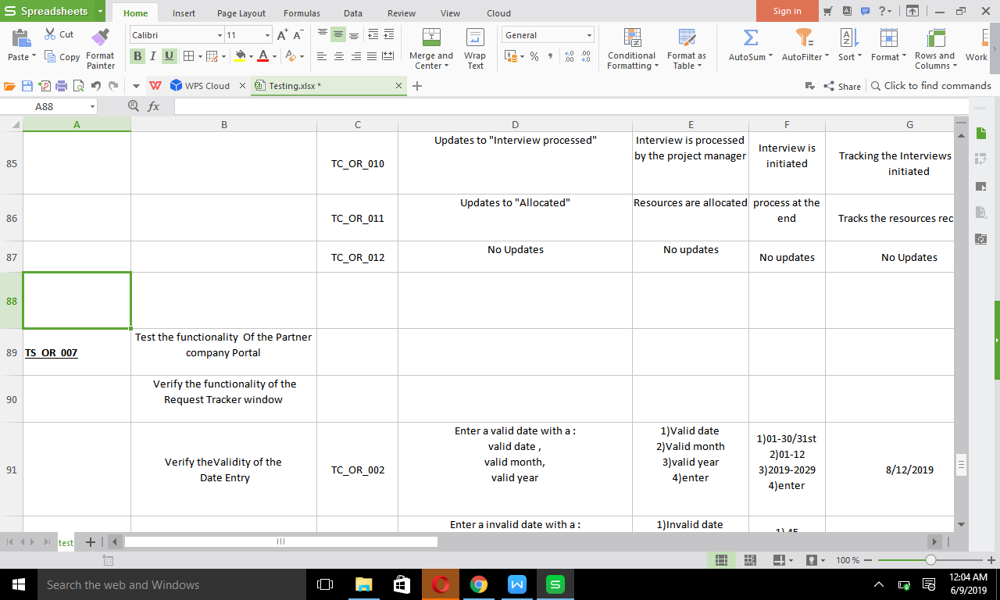 Spreadsheets
Home Insert Page Layout Formulas Data Review View Cloud
Sign in
Paste
Cut
Copy
Format
Painter
Calibri 11
B I U
Merge and
Center
Wrap
Text
General
Conditional
Formatting
Format as
Table
AutoSum
AutoFilter
Sort
Format
Rows and
Columns
Work
WPS Cloud
Testing.xlsx *
Share
Click to find commands
A88
fx
A B C D E F G
85
TC_OR_010
Updates to "Interview processed"
Interview is processed
by the project manager
Interview is
initiated
Tracking the Interviews
initiated
86
TC_OR_011
Updates to "Allocated"
Resources are allocated
process at the
end
Tracks the resources rec
87
TC_OR_012
No Updates
No updates
No updates
No Updates
88
89
TS_OR_007
Test the functionality Of the Partner
company Portal
90
Verify the functionality of the
Request Tracker window
91
Verify theValidity of the
Date Entry
TC_OR_002
Enter a valid date with a :
valid date ,
valid month,
valid year
1)Valid date
2)Valid month
3)valid year
4)enter
1)01-30/31st
2)01-12
3)2019-2029
4)enter
8/12/2019
Enter a invalid date with a :
1)Invalid date
test
100 %
Search the web and Windows
12:04 AM
6/9/2019